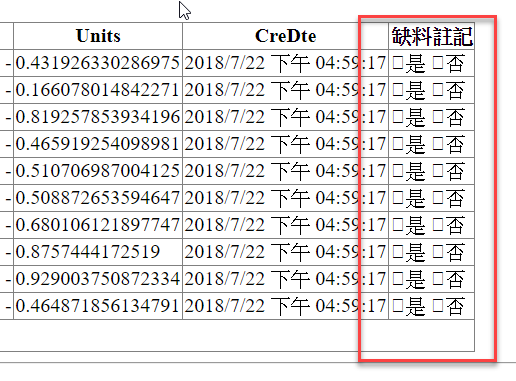 Units CreDte 缺料註記
-0.431926330286975 2018/7/22 下午 04:59:17 □是 □否
-0.166078014842271 2018/7/22 下午 04:59:17 □是 □否
-0.819257853934196 2018/7/22 下午 04:59:17 □是 □否
-0.465919254098981 2018/7/22 下午 04:59:17 □是 □否
-0.510706987004125 2018/7/22 下午 04:59:17 □是 □否
-0.508872653594647 2018/7/22 下午 04:59:17 □是 □否
-0.680106121897747 2018/7/22 下午 04:59:17 □是 □否
-0.8757444172519 2018/7/22 下午 04:59:17 □是 □否
-0.929003750872334 2018/7/22 下午 04:59:17 □是 □否
-0.464871856134791 2018/7/22 下午 04:59:17 □是 □否